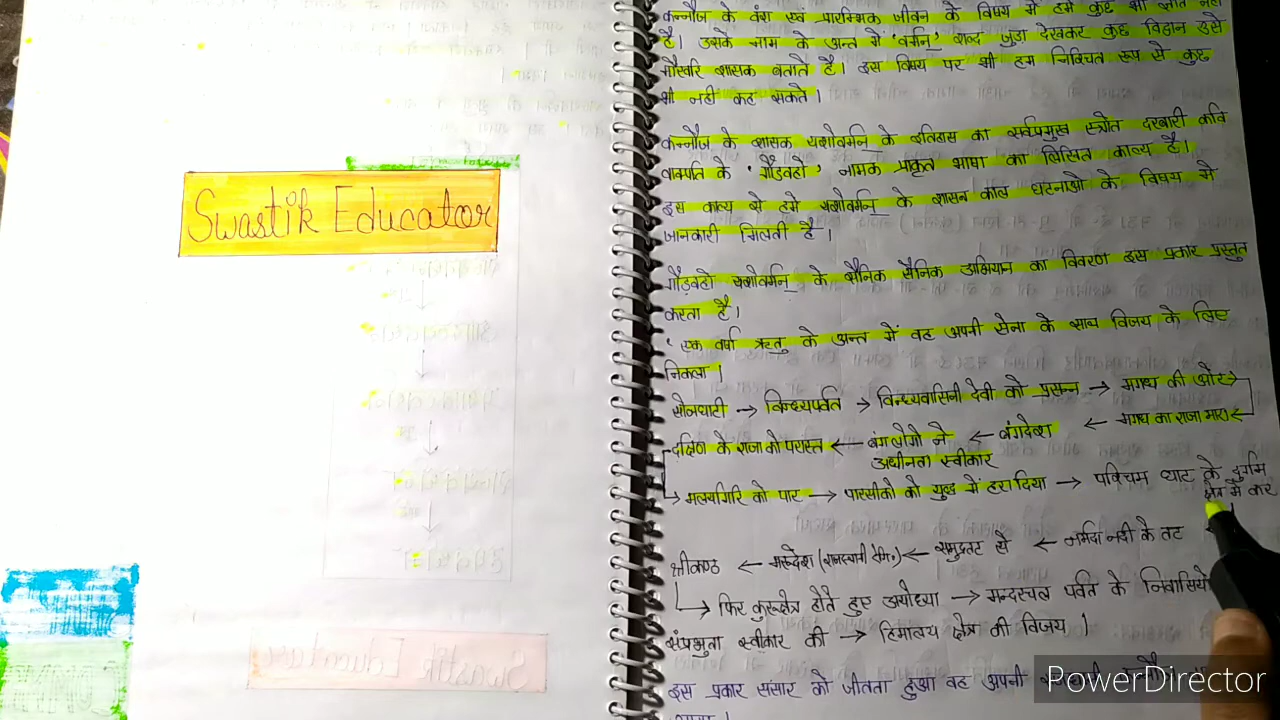 Swastik Educator
कन्नौज के वंश एवं प्रारम्भिक जीवन के विषय में हमें कुछ भी
है। उसके नाम के अन्त में 'वर्मन्' शब्द जुड़ा देखकर कुछ विद्वान उसे
मौखरि शासक बताते है। इस विषय पर भी हम निश्चित रूप से कुछ
भी नहीं कह सकते।
कन्नौज के शासक यशोवर्मन् के इतिहास का सर्वप्रमुख स्त्रोत दरबारी कवि
वाक्पति के 'गौडवहो' नामक प्राकृत भाषा का लिखित काव्य है।
इस काव्य से हमे यशोवर्मन् के शासन काल घटनाओं के विषय में
जानकारी मिलती है।
गौडवहो यशोवर्मन् के सैनिक अभियान का विवरण इस प्रकार प्रस्तुत
करता है।
'एक वर्षा ऋतु के अन्त में वह अपनी सेना के साथ विजय के लिए
निकला।
→ विन्ध्यपर्वत → विन्ध्यवासिनी देवी को प्रसन्न → मगध की ओर
दक्षिण के राजा को परास्त ← बंग लोगो ने ← बंगदेश ← मगध का राजा मारा
अधीनता स्वीकार
→ मलयगिरि को पार → पारसीको को युद्ध में हरा दिया → पश्चिम घाट के दुर्गम
क्षेत्र में कर
श्रीकण्ठ ← मरूदेश ( ) ← समुद्रतट से ← नर्मदा नदी के तट
→ फिर कुरूक्षेत्र होते हुए अयोध्या → मन्दराचल पर्वत के निवासियो
संप्रभुता स्वीकार की → हिमालय क्षेत्र की विजय।
इस प्रकार संसार को जीतता हुआ वह अपनी
PowerDirector